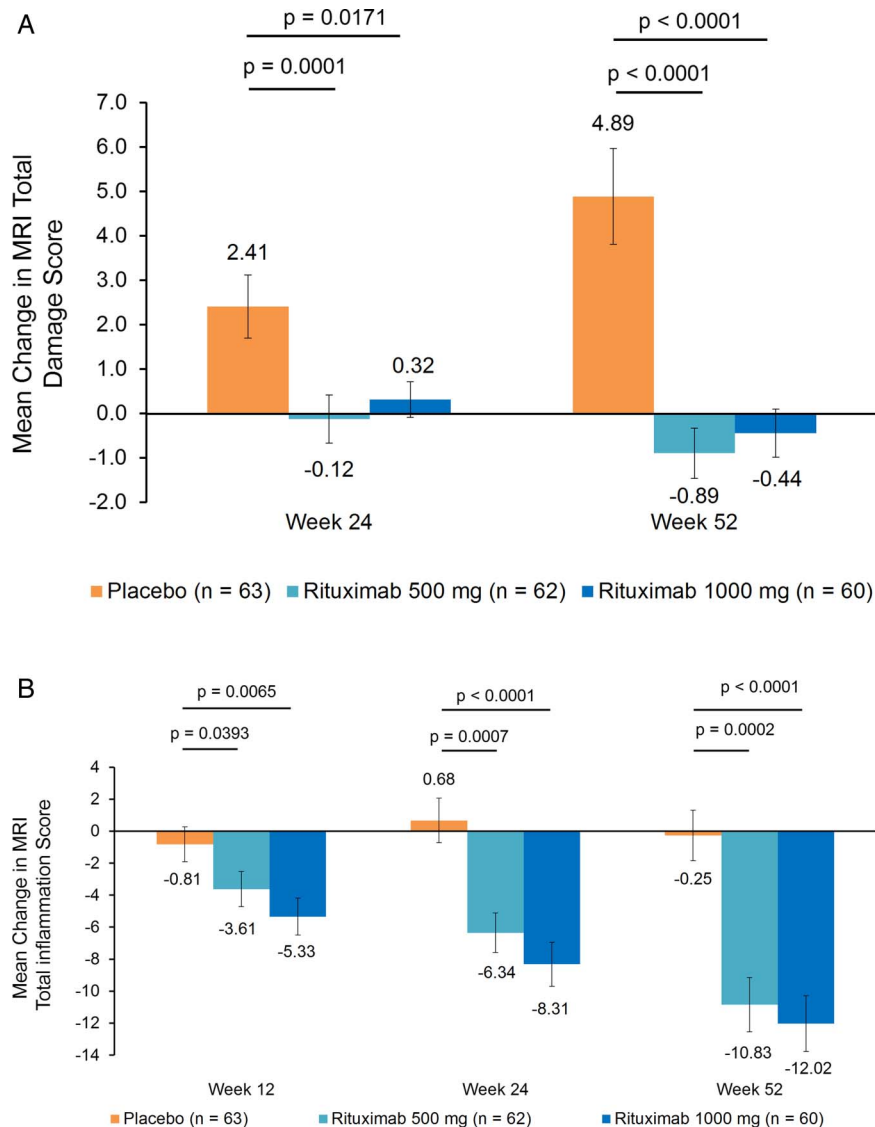 A
p = 0.0171
p < 0.0001
p = 0.0001
p < 0.0001
Mean Change in MRI Total
Damage Score
7.0
6.0
5.0
4.0
3.0
2.0
1.0
0.0
-1.0
-2.0
2.41
-0.12
0.32
4.89
-0.89
-0.44
Week 24
Week 52
Placebo (n = 63)
Rituximab 500 mg (n = 62)
Rituximab 1000 mg (n = 60)
B
p = 0.0065
p < 0.0001
p < 0.0001
p = 0.0393
p = 0.0007
p = 0.0002
Mean Change in MRI
Total inflammation Score
4
2
0
-2
-4
-6
-8
-10
-12
-14
-0.81
-3.61
-5.33
0.68
-6.34
-8.31
-0.25
-10.83
-12.02
Week 12
Week 24
Week 52
Placebo (n = 63)
Rituximab 500 mg (n = 62)
Rituximab 1000 mg (n = 60)